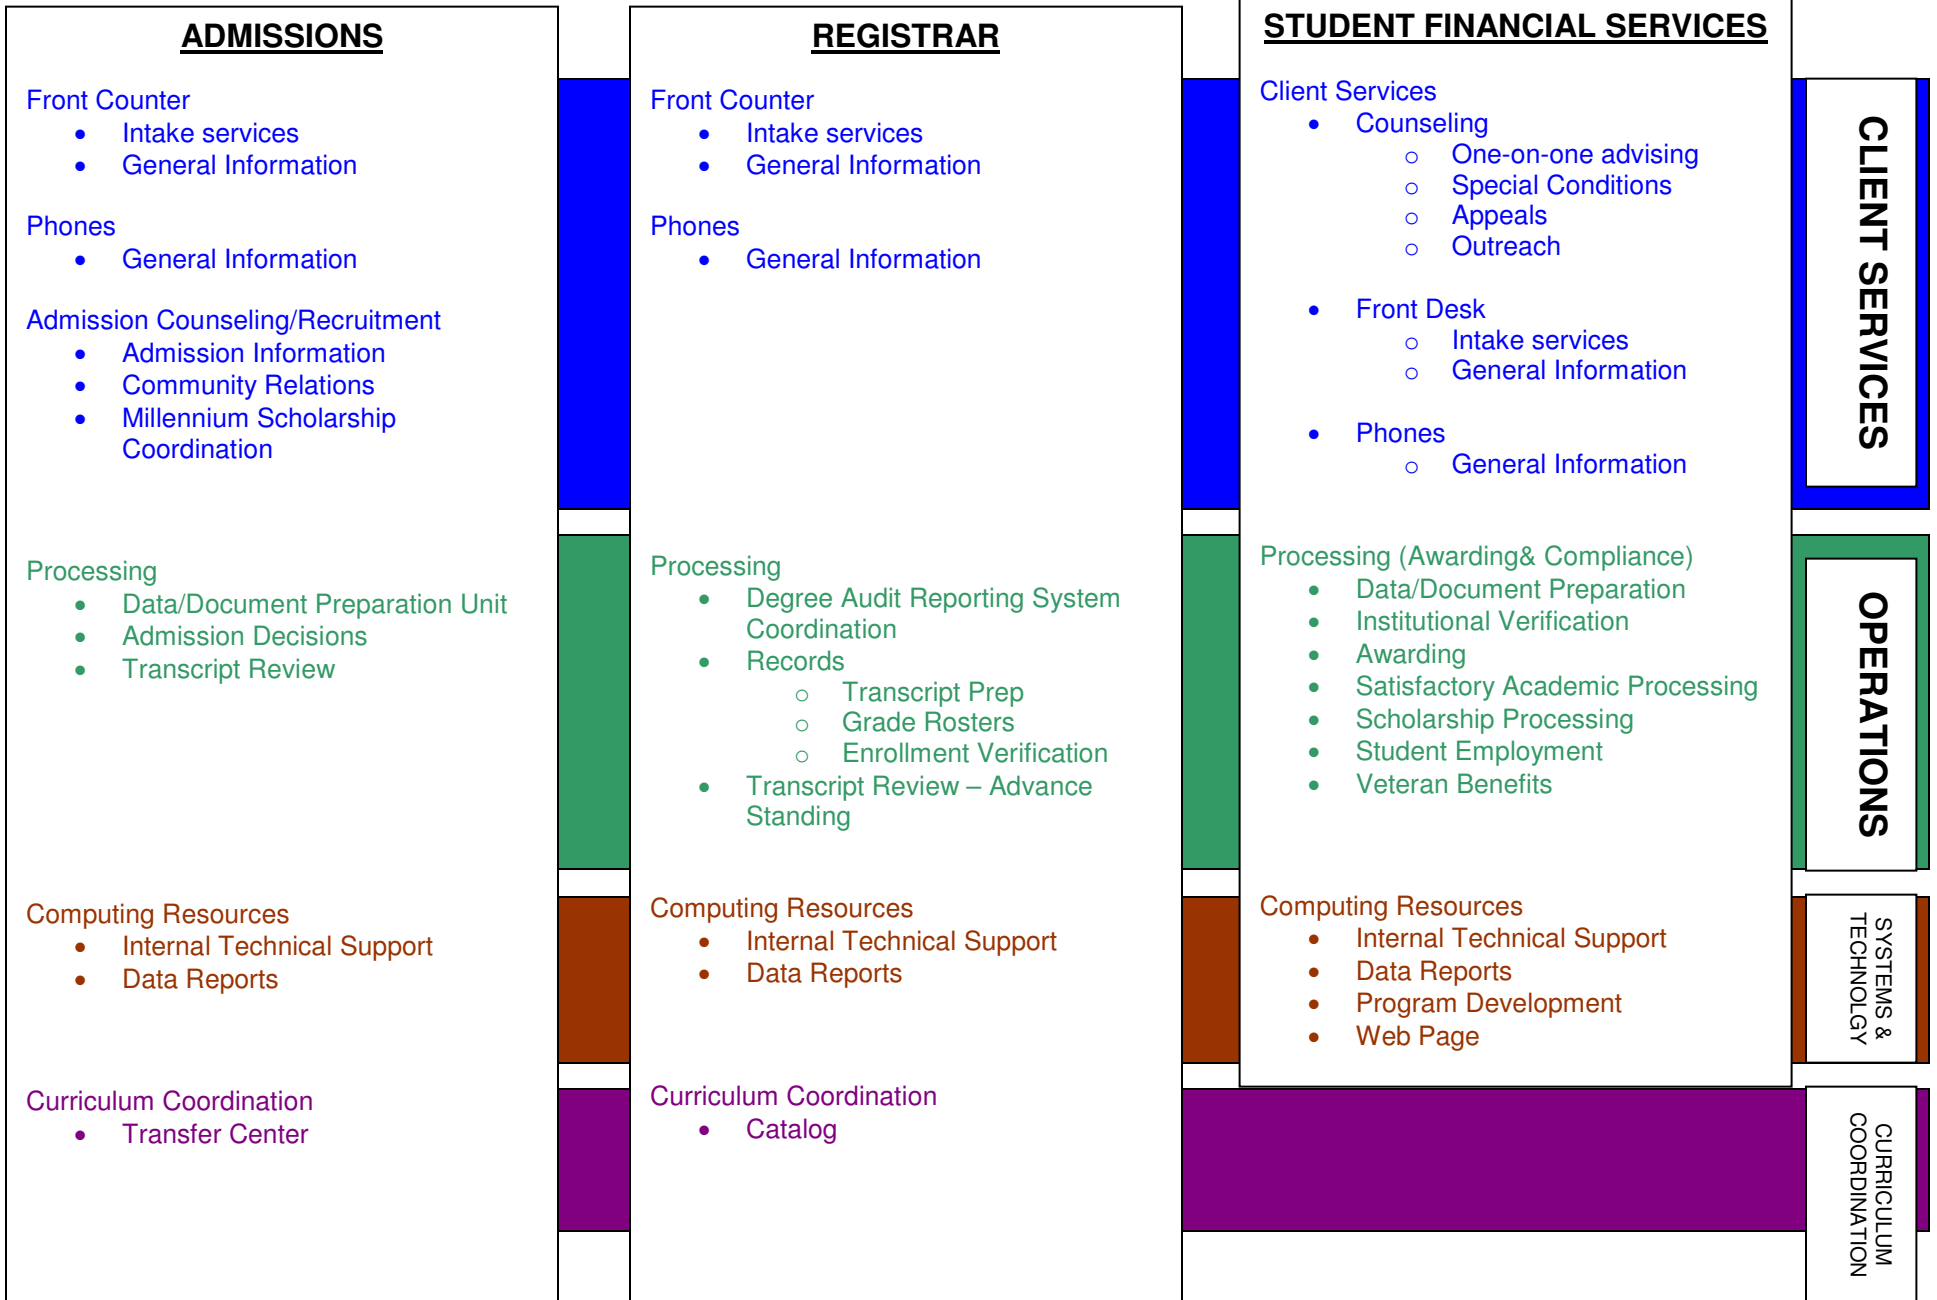 ADMISSIONS
Front Counter
• Intake services
• General Information
Phones
• General Information
Admission Counseling/Recruitment
• Admission Information
• Community Relations
• Millennium Scholarship
Coordination
Processing
• Data/Document Preparation Unit
• Admission Decisions
• Transcript Review
Computing Resources
• Internal Technical Support
• Data Reports
Curriculum Coordination
• Transfer Center
REGISTRAR
Front Counter
• Intake services
• General Information
Phones
• General Information
Processing
• Degree Audit Reporting System
Coordination
• Records
o Transcript Prep
o Grade Rosters
o Enrollment Verification
• Transcript Review – Advance
Standing
Computing Resources
• Internal Technical Support
• Data Reports
Curriculum Coordination
• Catalog
STUDENT FINANCIAL SERVICES
Client Services
• Counseling
o One-on-one advising
o Special Conditions
o Appeals
o Outreach
• Front Desk
o Intake services
o General Information
• Phones
o General Information
Processing (Awarding& Compliance)
• Data/Document Preparation
• Institutional Verification
• Awarding
• Satisfactory Academic Processing
• Scholarship Processing
• Student Employment
• Veteran Benefits
Computing Resources
• Internal Technical Support
• Data Reports
• Program Development
• Web Page
CLIENT SERVICES
OPERATIONS
SYSTEMS &
TECHNOLGY
CURRICULUM
COORDINATION